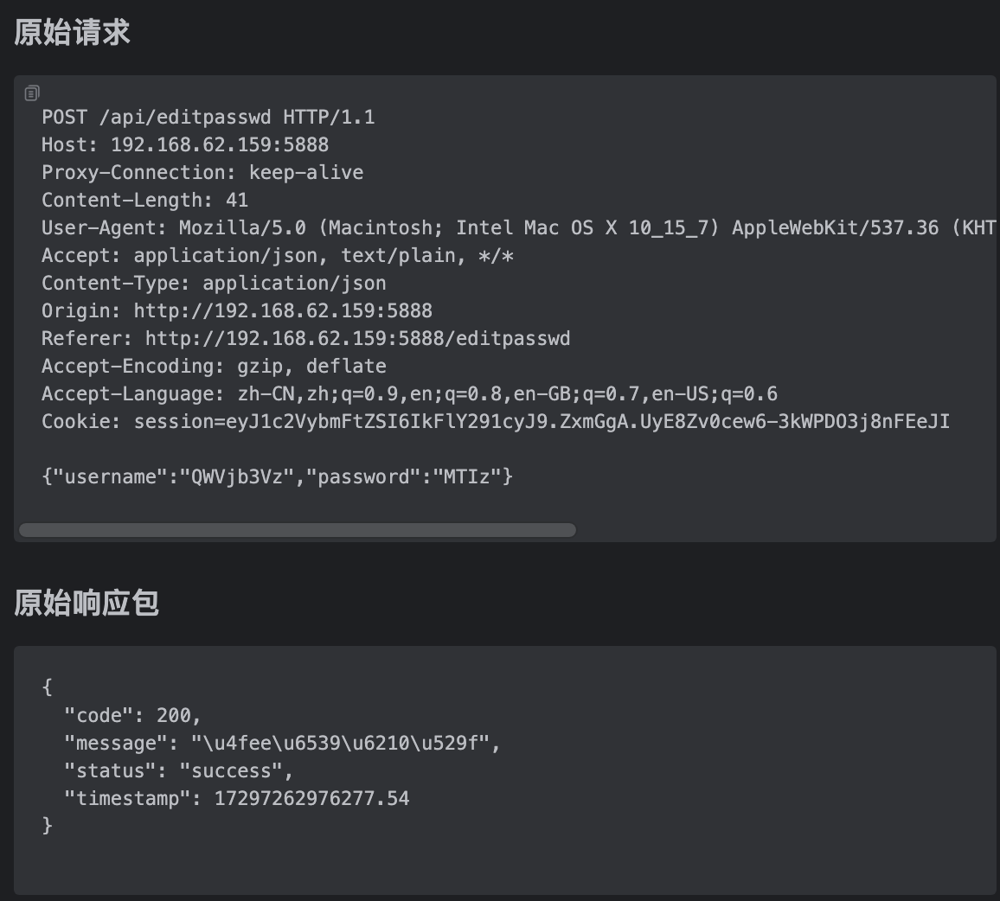 原始请求
POST /api/editpasswd HTTP/1.1
Host: 192.168.62.159:5888
Proxy-Connection: keep-alive
Content-Length: 41
User-Agent: Mozilla/5.0 (Macintosh; Intel Mac OS X 10_15_7) AppleWebKit/537.36 (KHT
Accept: application/json, text/plain, */*
Content-Type: application/json
Origin: http://192.168.62.159:5888
Referer: http://192.168.62.159:5888/editpasswd
Accept-Encoding: gzip, deflate
Accept-Language: zh-CN,zh;q=0.9,en;q=0.8,en-GB;q=0.7,en-US;q=0.6
Cookie: session=eyJ1c2VybmFtZSI6IkFlY291cyJ9.ZxmGgA.UyE8Zv0cew6-3kWPDO3j8nFEeJI
{"username":"QWVjb3Vz","password":"MTIz"}
原始响应包
{
"code": 200,
"message": "\u4fee\u6539\u6210\u529f",
"status": "success",
"timestamp": 17297262976277.54
}